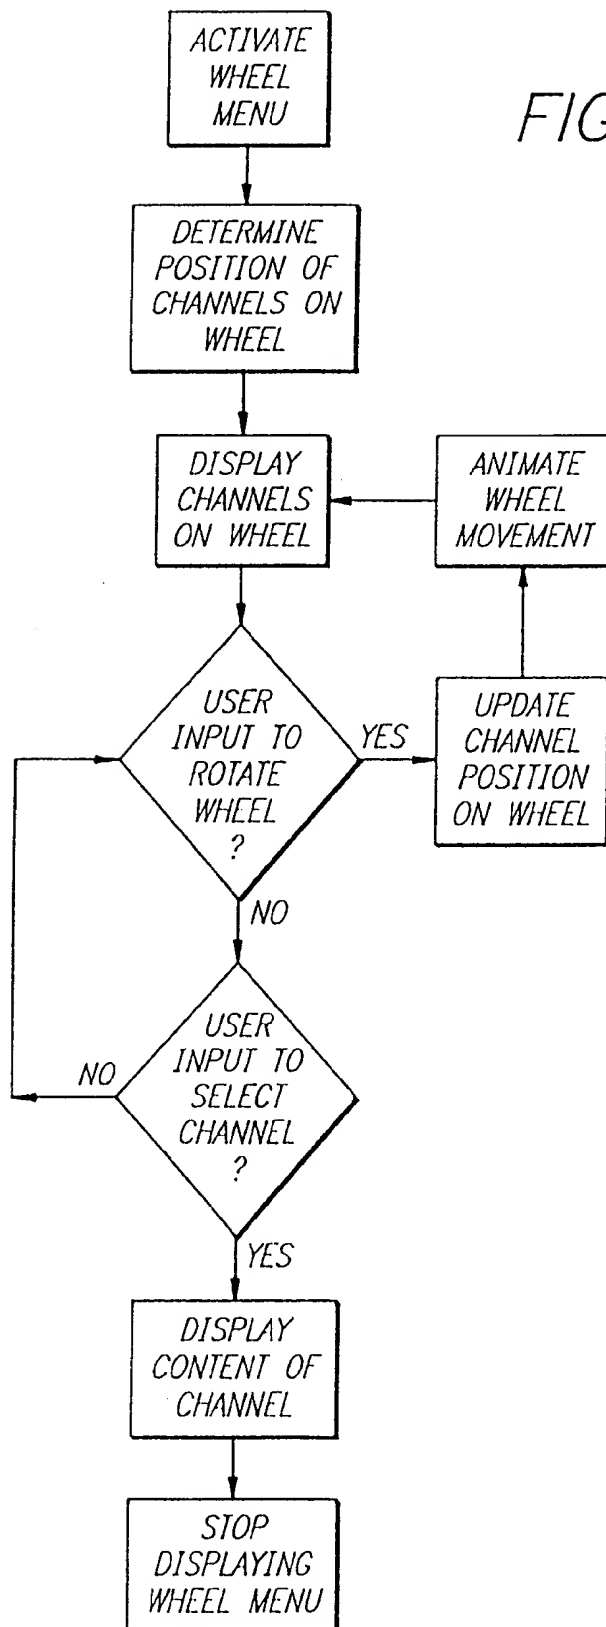 ACTIVATE
WHEEL
MENU
FIG
DETERMINE
POSITION OF
CHANNELS ON
WHEEL
DISPLAY
CHANNELS
ON WHEEL
ANIMATE
WHEEL
MOVEMENT
USER
INPUT TO
ROTATE
WHEEL
?
YES
UPDATE
CHANNEL
POSITION
ON WHEEL
NO
USER
INPUT TO
SELECT
CHANNEL
?
NO
YES
DISPLAY
CONTENT OF
CHANNEL
STOP
DISPLAYING
WHEEL MENU